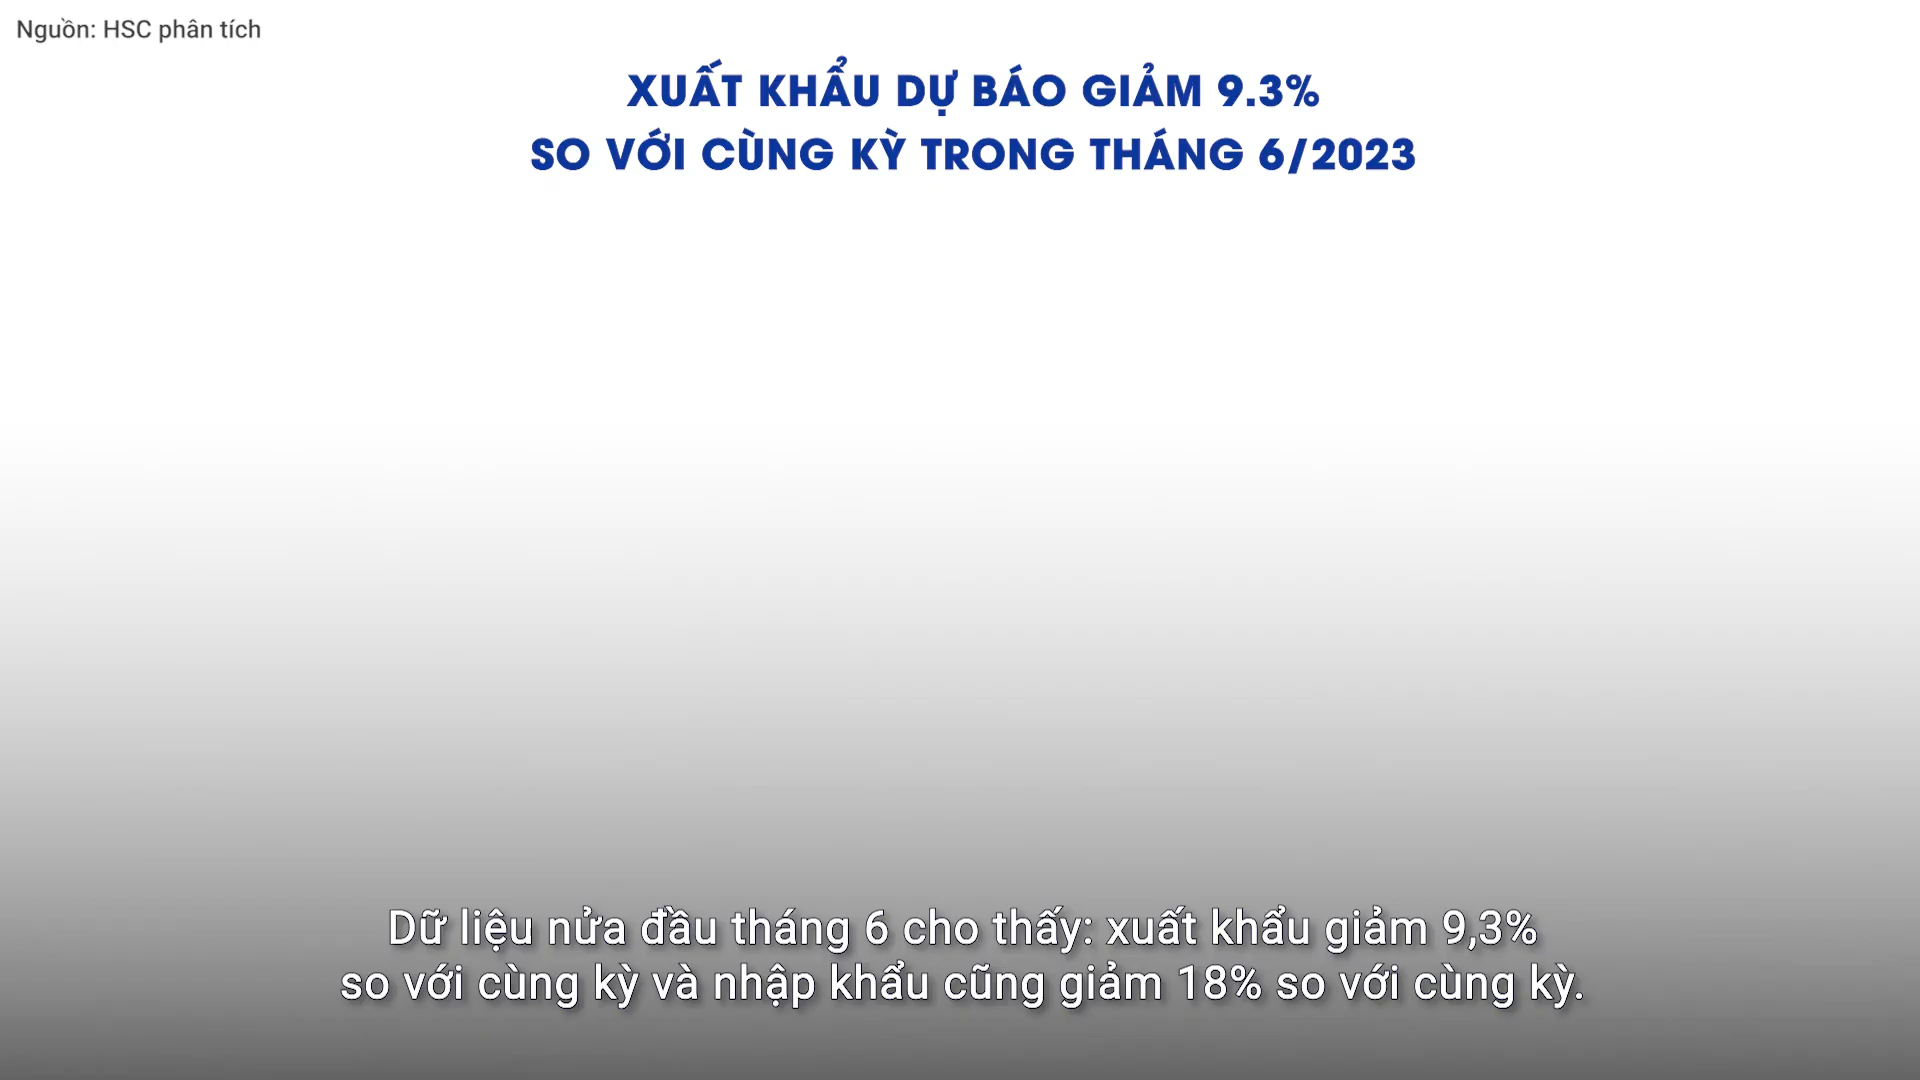 Nguồn: HSC phân tích
XUẤT KHẨU DỰ BÁO GIẢM 9.3%
SO VỚI CÙNG KỲ TRONG THÁNG 6/2023
Dữ liệu nửa đầu tháng 6 cho thấy: xuất khẩu giảm 9,3%
so với cùng kỳ và nhập khẩu cũng giảm 18% so với cùng kỳ.